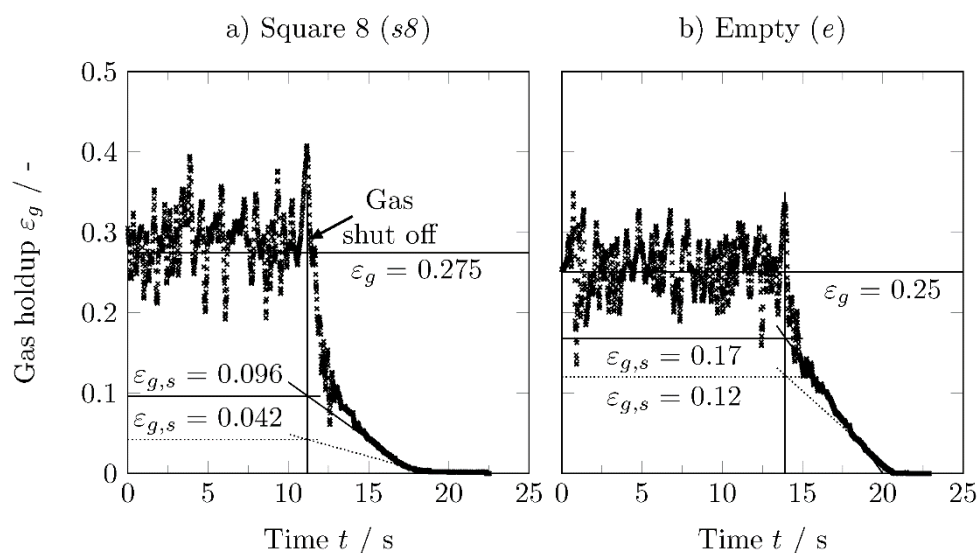 a) Square 8 (s8)
b) Empty (e)
Gas holdup εg / -
0.5
0.4
0.3
0.2
0.1
0
Gas
shut off
εg = 0.275
εg,s = 0.096
εg,s = 0.042
0 5 10 15 20 25
Time t / s
εg = 0.25
εg,s = 0.17
εg,s = 0.12
0 5 10 15 20 25
Time t / s